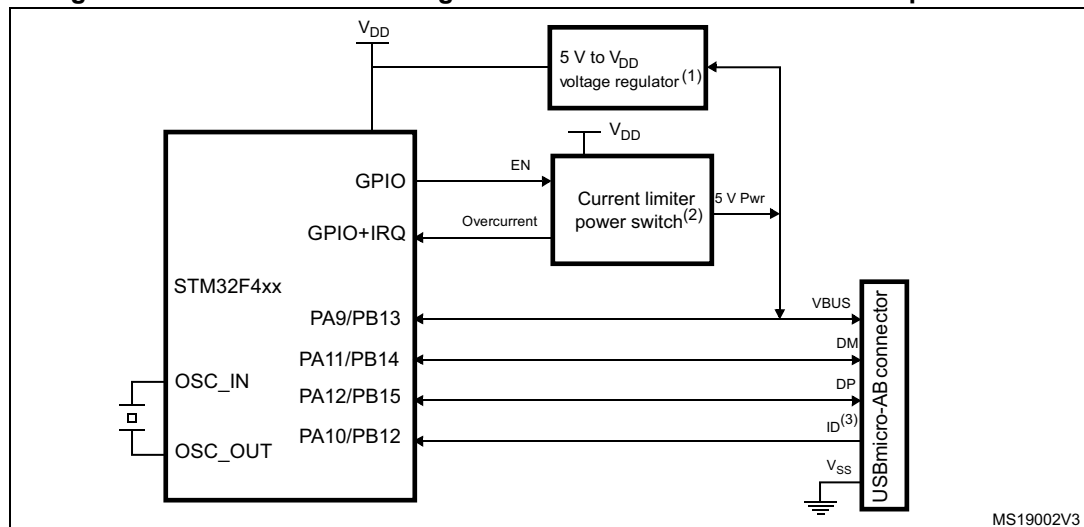 V_DD
5 V to V_DD
voltage regulator(1)
V_DD
GPIO
EN
Current limiter
power switch(2)
5 V Pwr
GPIO+IRQ
Overcurrent
STM32F4xx
PA9/PB13
VBUS
PA11/PB14
DM
OSC_IN
PA12/PB15
DP
PA10/PB12
ID(3)
OSC_OUT
V_SS
USBmicro-AB connector
MS19002V3